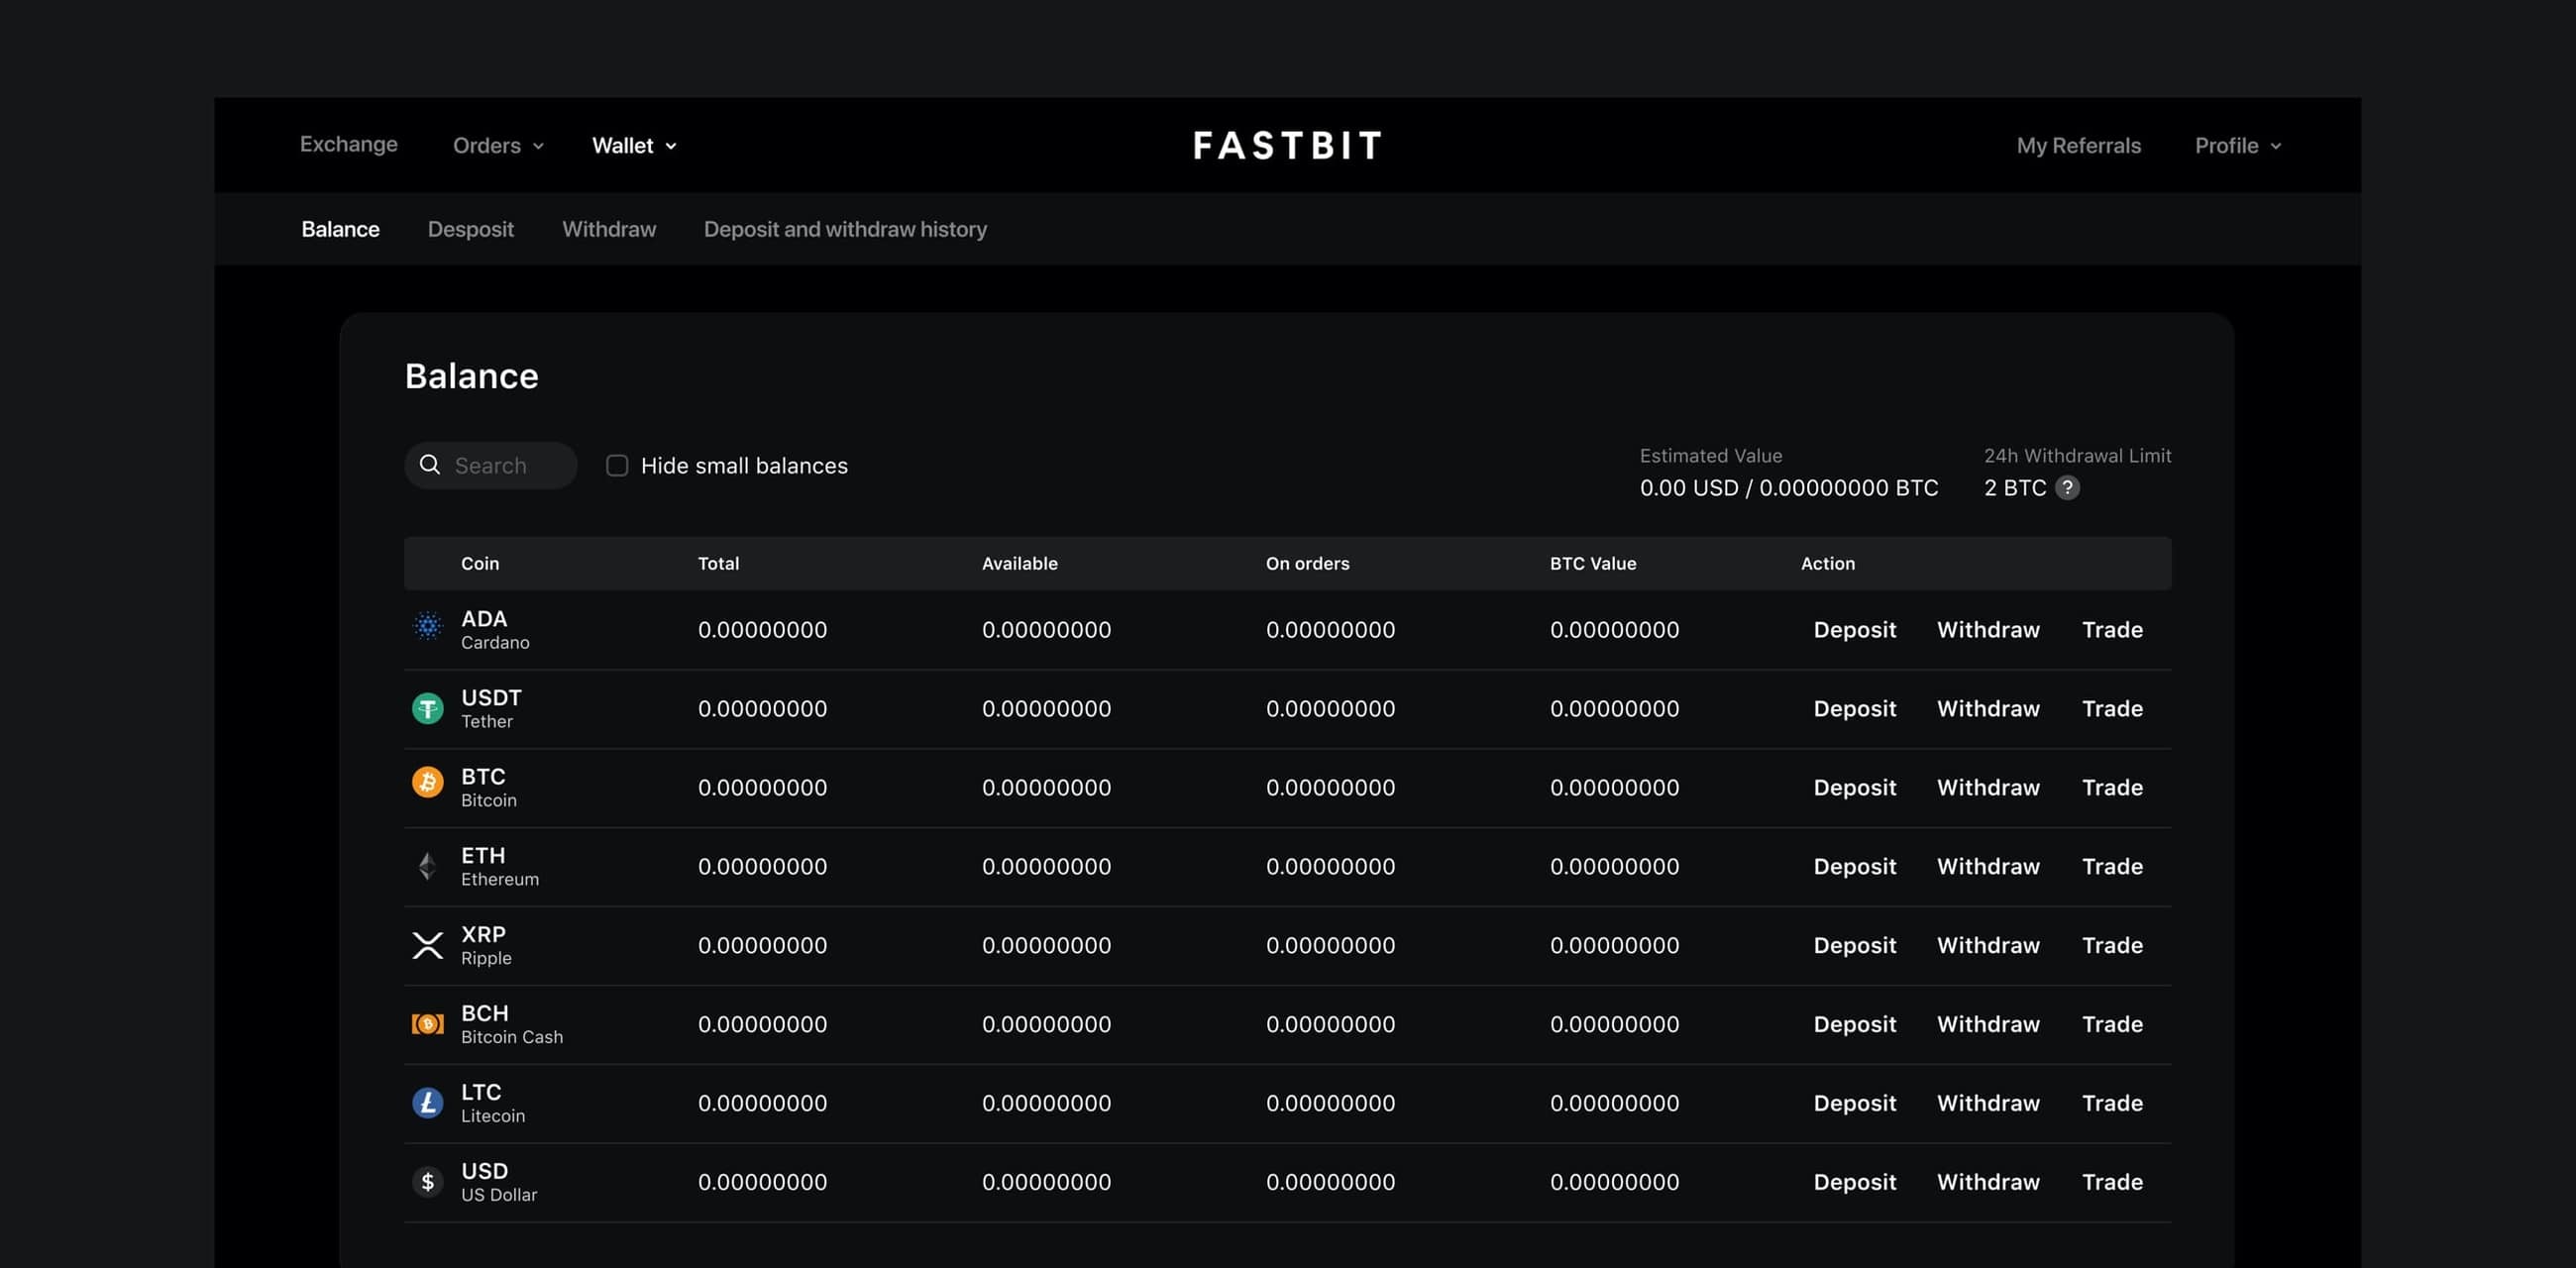 Exchange Orders Wallet FASTBIT My Referrals Profile
Balance Desposit Withdraw Deposit and withdraw history
Balance
Search Hide small balances
Estimated Value 24h Withdrawal Limit
0.00 USD / 0.00000000 BTC 2 BTC ?
Coin Total Available On orders BTC Value Action
ADA
Cardano
0.00000000 0.00000000 0.00000000 0.00000000 Deposit Withdraw Trade
USDT
Tether
0.00000000 0.00000000 0.00000000 0.00000000 Deposit Withdraw Trade
BTC
Bitcoin
0.00000000 0.00000000 0.00000000 0.00000000 Deposit Withdraw Trade
ETH
Ethereum
0.00000000 0.00000000 0.00000000 0.00000000 Deposit Withdraw Trade
XRP
Ripple
0.00000000 0.00000000 0.00000000 0.00000000 Deposit Withdraw Trade
BCH
Bitcoin Cash
0.00000000 0.00000000 0.00000000 0.00000000 Deposit Withdraw Trade
LTC
Litecoin
0.00000000 0.00000000 0.00000000 0.00000000 Deposit Withdraw Trade
$ USD
US Dollar
0.00000000 0.00000000 0.00000000 0.00000000 Deposit Withdraw Trade